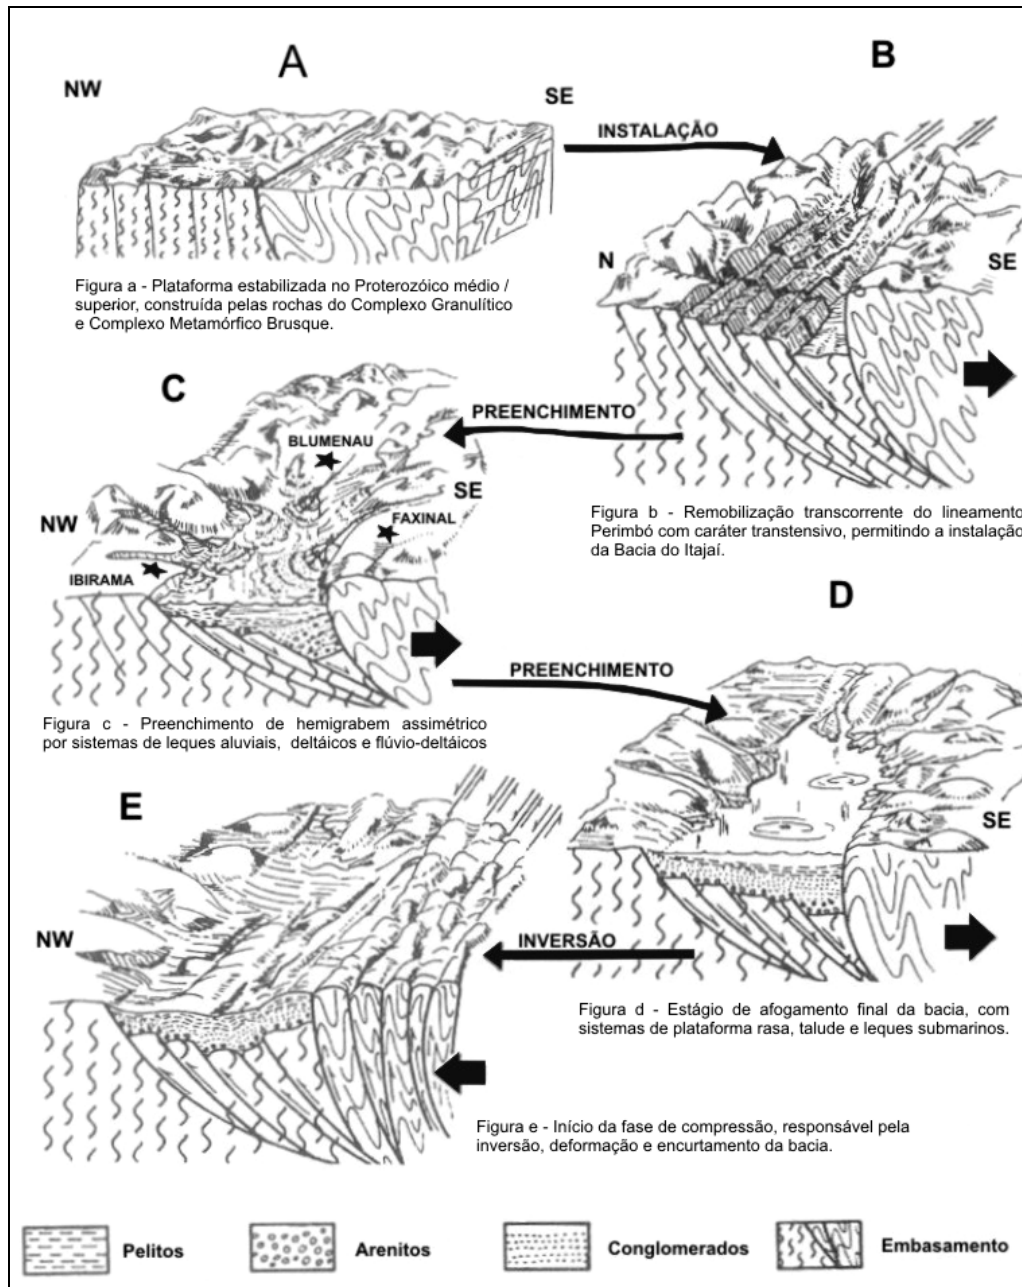 A
NW
SE
Figura a - Plataforma estabilizada no Proterozóico médio /
superior, construída pelas rochas do Complexo Granulítico
e Complexo Metamórfico Brusque.
INSTALAÇÃO
B
N
SE
Figura b - Remobilização transcorrente do lineamento
Perimbó com caráter transtensivo, permitindo a instalação
da Bacia do Itajaí.
PREENCHIMENTO
C
BLUMENAU
NW
SE
FAXINAL
IBIRAMA
Figura c - Preenchimento de hemigrabem assimétrico
por sistemas de leques aluviais, deltáicos e flúvio-deltáicos
PREENCHIMENTO
D
SE
Figura d - Estágio de afogamento final da bacia, com
sistemas de plataforma rasa, talude e leques submarinos.
INVERSÃO
E
NW
Figura e - Início da fase de compressão, responsável pela
inversão, deformação e encurtamento da bacia.
Pelitos
Arenitos
Conglomerados
Embasamento